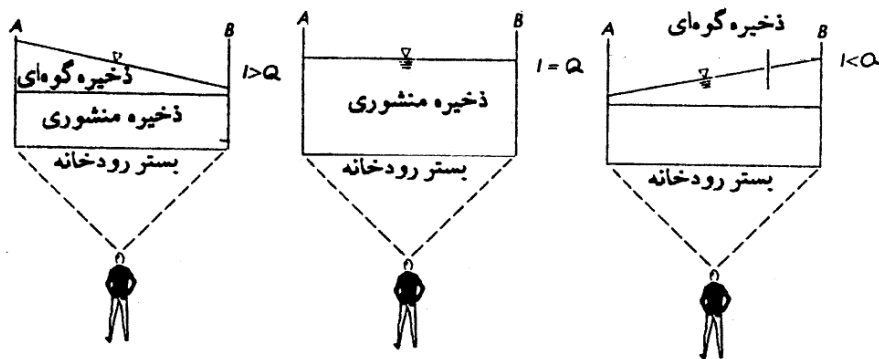 A
B
I>Q
ذخیره گوه‌ای
ذخیره منشوری
بستر رودخانه
I = Q
ذخیره منشوری
بستر رودخانه
ذخیره گوه‌ای
A
B
I<Q
بستر رودخانه